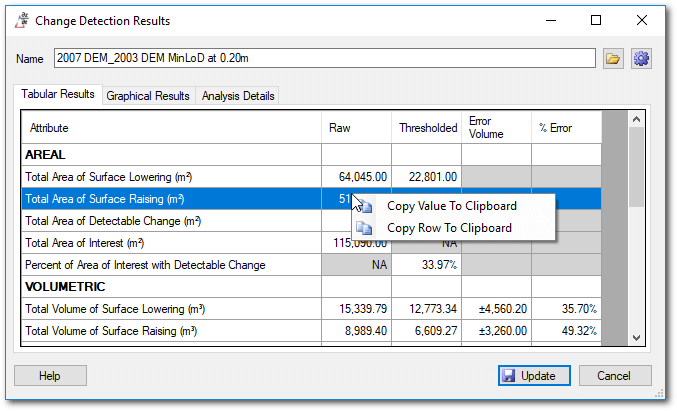 Change Detection Results
Name 2007 DEM_2003 DEM MinLoD at 0.20m
Tabular Results Graphical Results Analysis Details
Attribute Raw Thresholded Error Volume % Error
AREAL
Total Area of Surface Lowering (m²) 64,045.00 22,801.00
Total Area of Surface Raising (m²) 51
Copy Value To Clipboard
Total Area of Detectable Change (m²)
Copy Row To Clipboard
Total Area of Interest (m²) 115,090.00 NA
Percent of Area of Interest with Detectable Change NA 33.97%
VOLUMETRIC
Total Volume of Surface Lowering (m³) 15,339.79 12,773.34 ±4,560.20 35.70%
Total Volume of Surface Raising (m³) 8,989.40 6,609.27 ±3,260.00 49.32%
Help Update Cancel